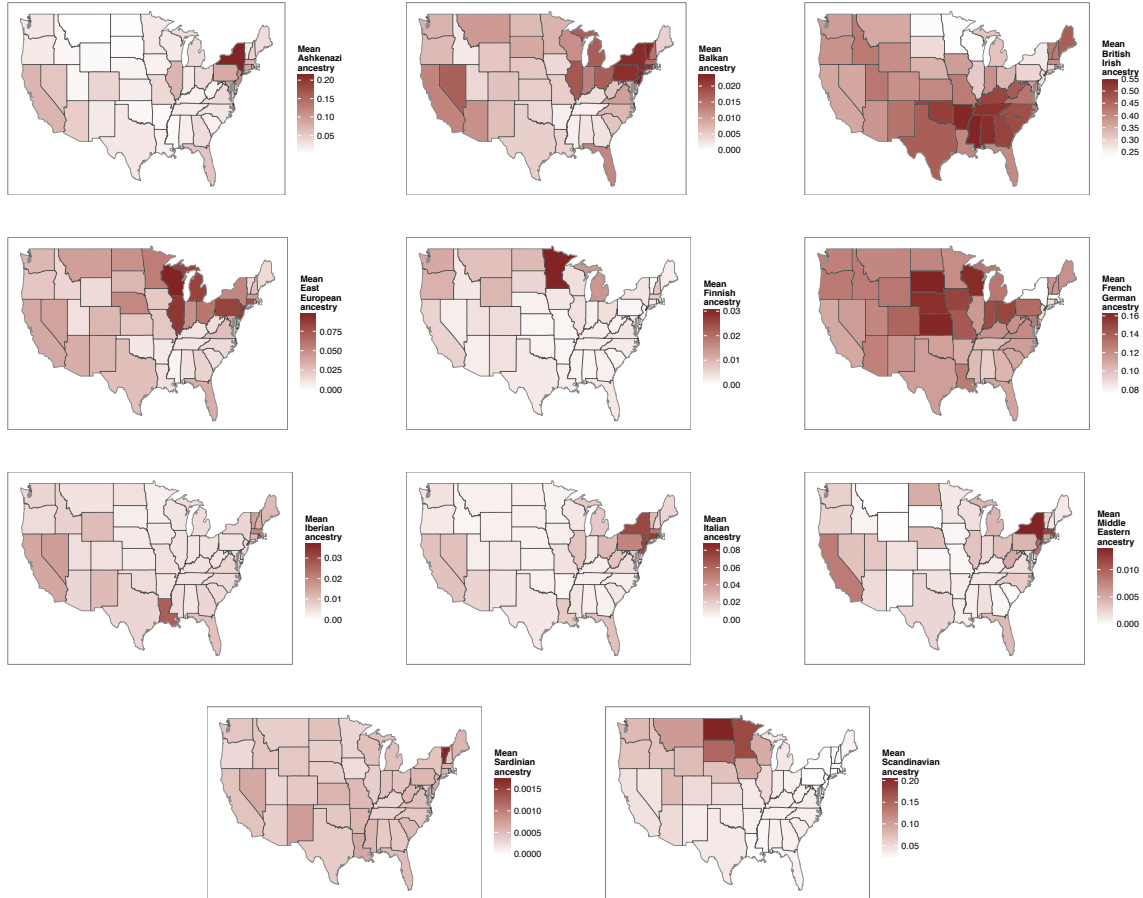 Mean
Ashkenazi
ancestry
0.20
0.15
0.10
0.05
Mean
Balkan
ancestry
0.020
0.015
0.010
0.005
0.000
Mean
British
Irish
ancestry
0.55
0.50
0.45
0.40
0.35
0.30
0.25
Mean
East
European
ancestry
0.075
0.050
0.025
0.000
Mean
Finnish
ancestry
0.03
0.02
0.01
0.00
Mean
French
German
ancestry
0.16
0.14
0.12
0.10
0.08
Mean
Iberian
ancestry
0.03
0.02
0.01
0.00
Mean
Italian
ancestry
0.08
0.06
0.04
0.02
0.00
Mean
Middle
Eastern
ancestry
0.010
0.005
0.000
Mean
Sardinian
ancestry
0.0015
0.0010
0.0005
0.0000
Mean
Scandinavian
ancestry
0.20
0.15
0.10
0.05